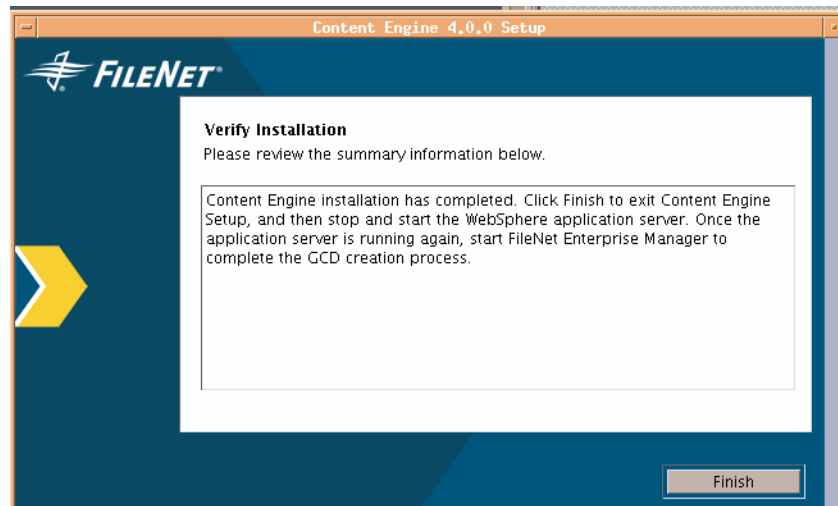 Content Engine 4.0.0 Setup
FILENET
Verify Installation
Please review the summary information below.
Content Engine installation has completed. Click Finish to exit Content Engine
Setup, and then stop and start the WebSphere application server. Once the
application server is running again, start FileNet Enterprise Manager to
complete the GCD creation process.
Finish